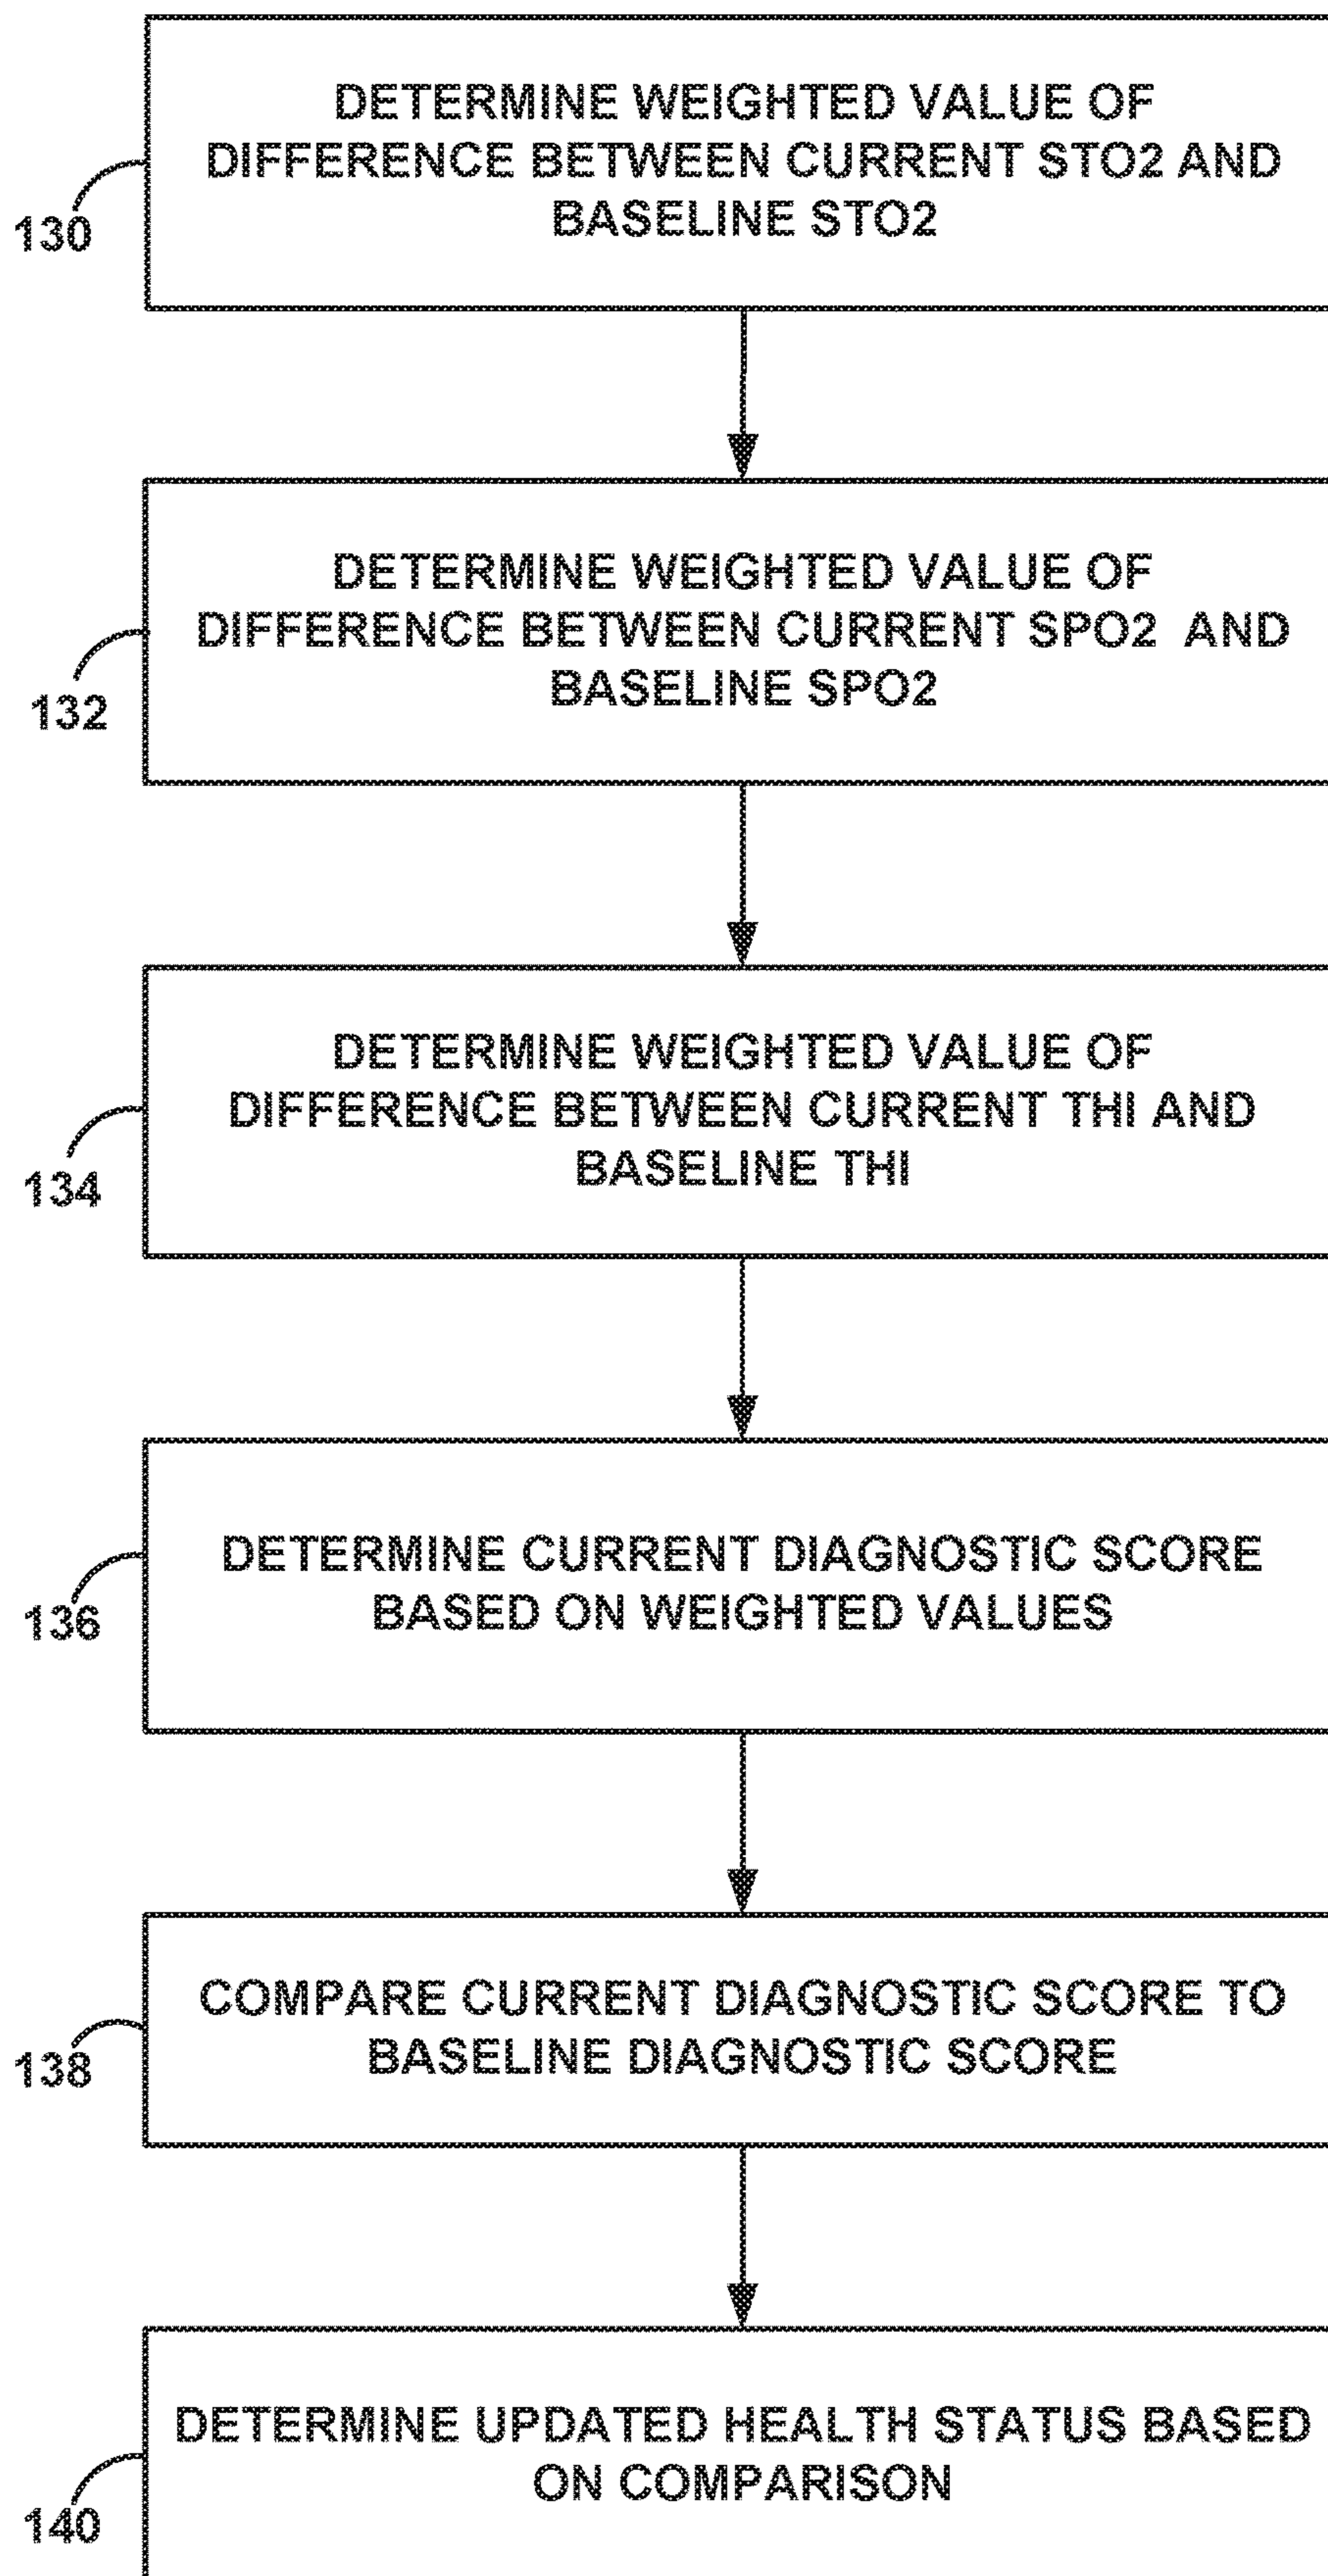 DETERMINE WEIGHTED VALUE OF
DIFFERENCE BETWEEN CURRENT STO2 AND
BASELINE STO2
130
DETERMINE WEIGHTED VALUE OF
DIFFERENCE BETWEEN CURRENT SPO2 AND
BASELINE SPO2
132
DETERMINE WEIGHTED VALUE OF
DIFFERENCE BETWEEN CURRENT THI AND
BASELINE THI
134
DETERMINE CURRENT DIAGNOSTIC SCORE
BASED ON WEIGHTED VALUES
136
COMPARE CURRENT DIAGNOSTIC SCORE TO
BASELINE DIAGNOSTIC SCORE
138
DETERMINE UPDATED HEALTH STATUS BASED
ON COMPARISON
140